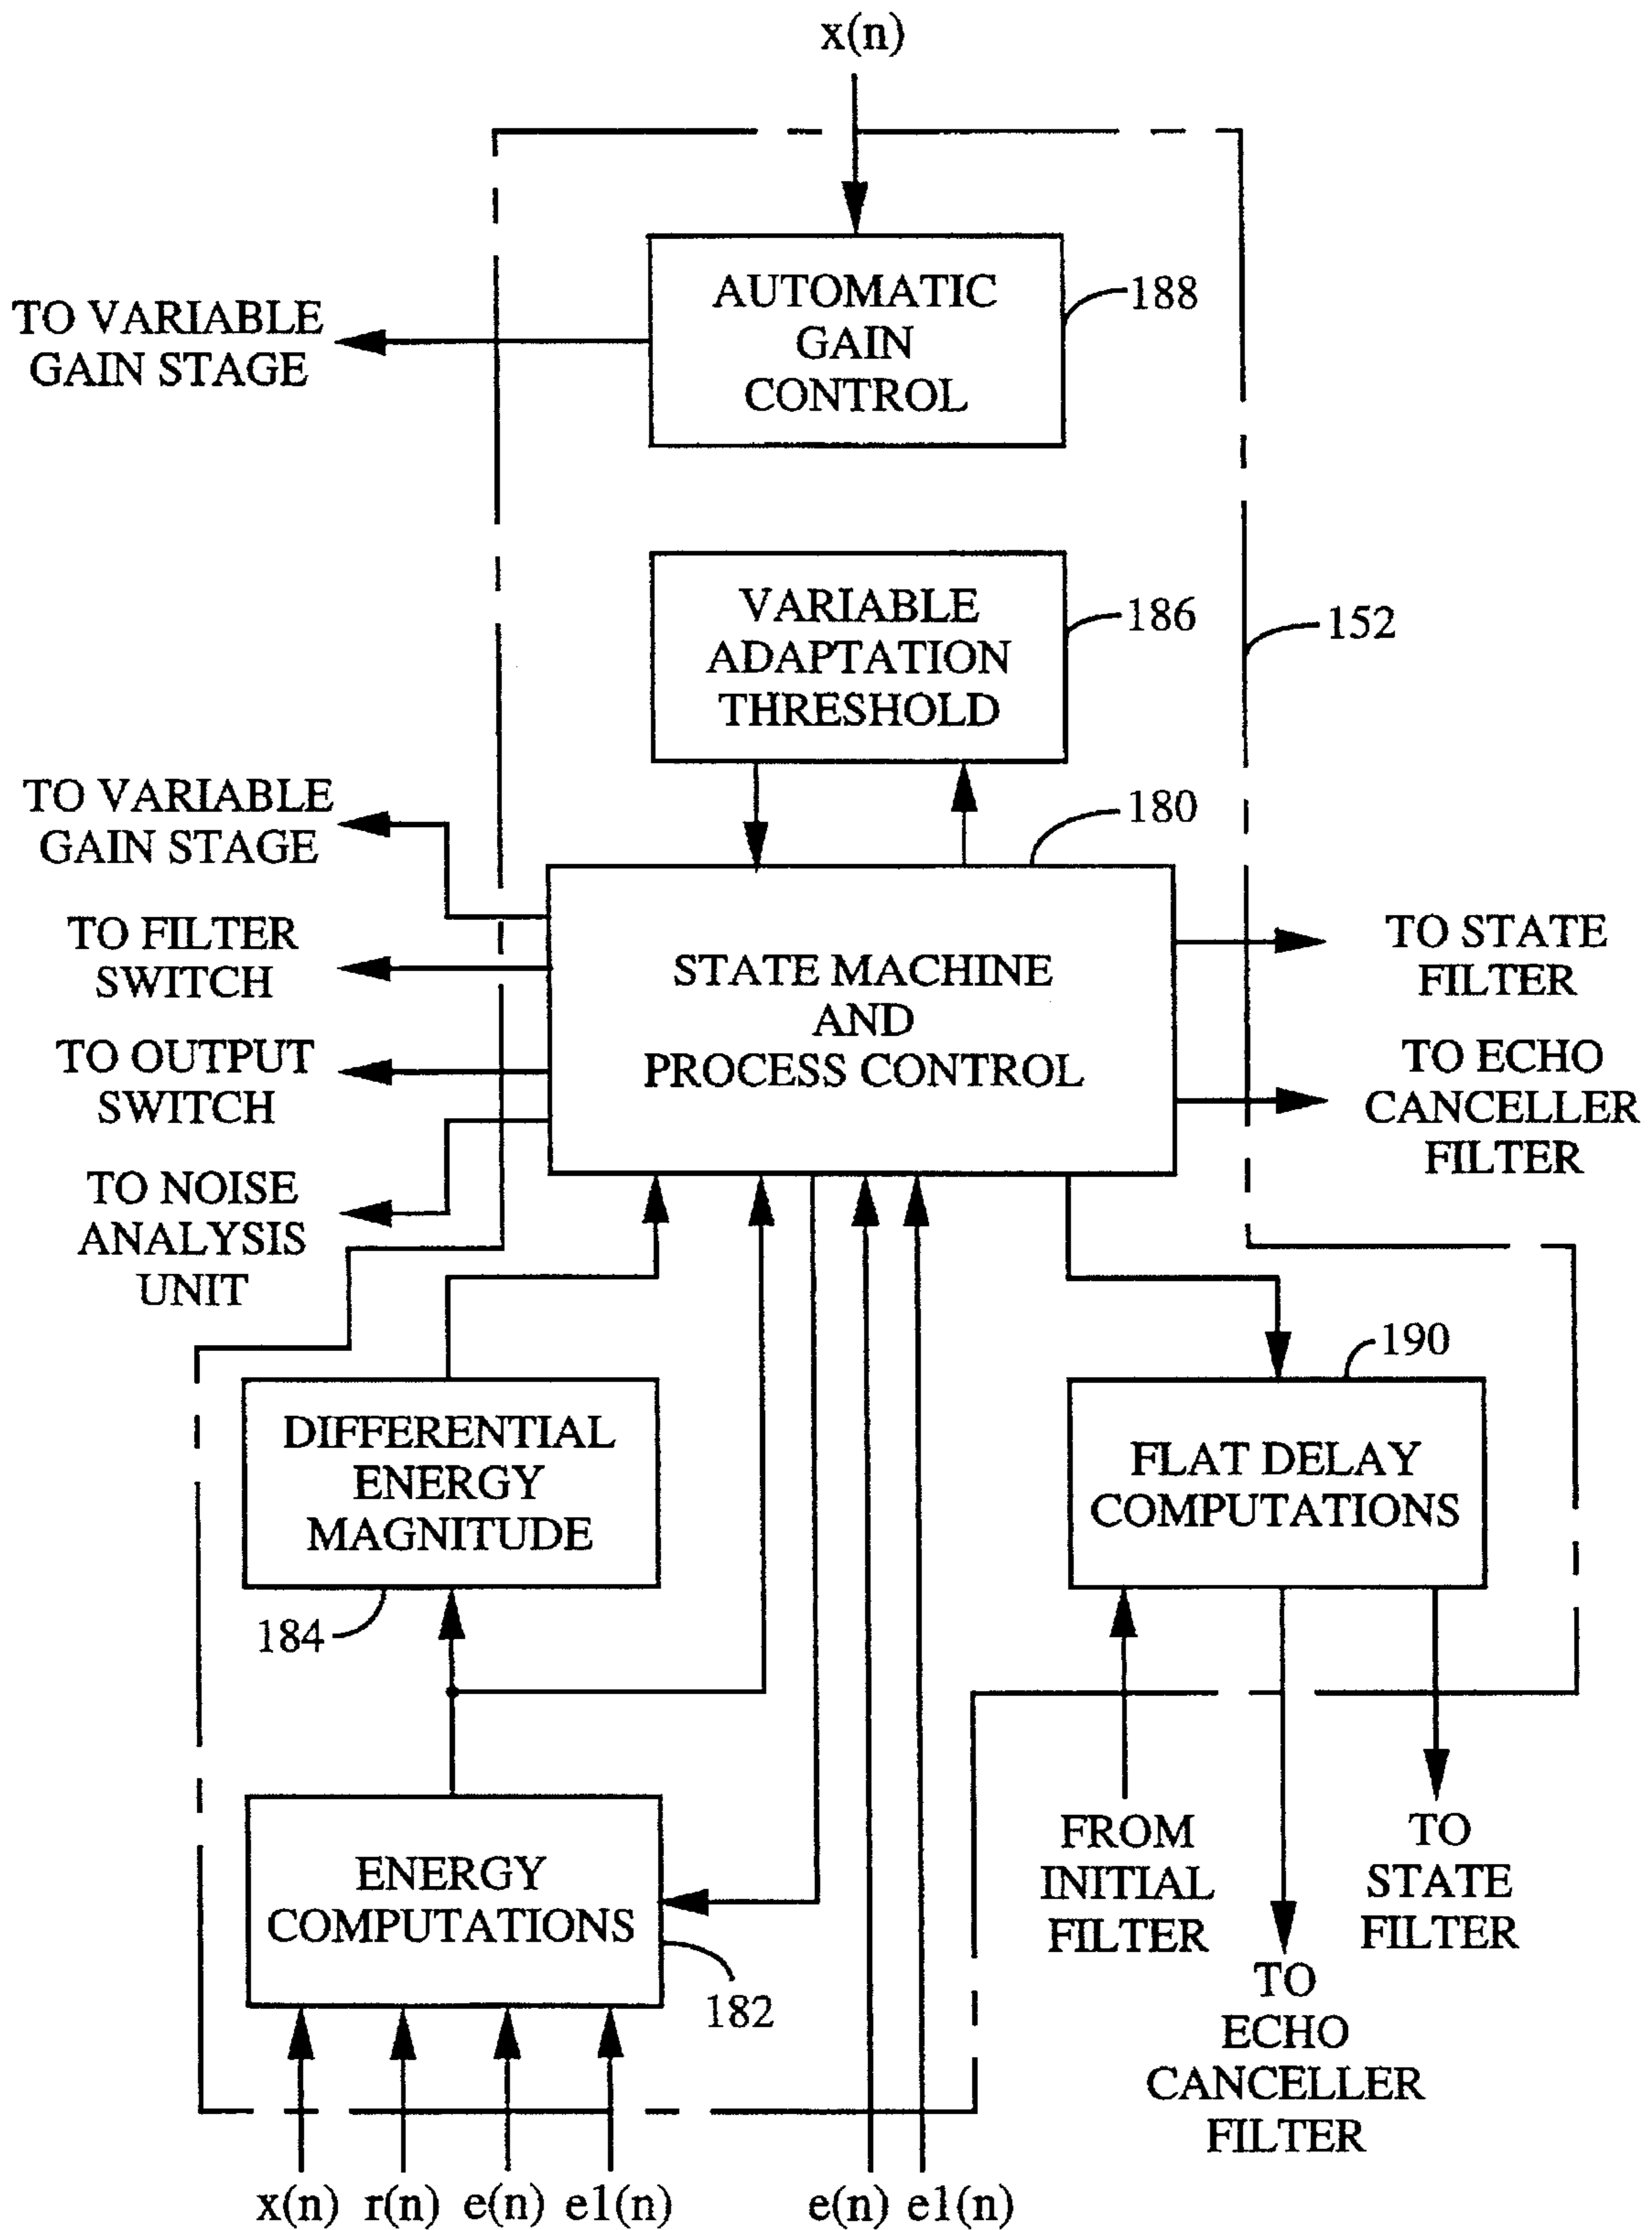 x(n)
AUTOMATIC
GAIN
CONTROL
188
TO VARIABLE
GAIN STAGE
VARIABLE
ADAPTATION
THRESHOLD
186
152
TO VARIABLE
GAIN STAGE
180
TO FILTER
SWITCH
STATE MACHINE
AND
PROCESS CONTROL
TO STATE
FILTER
TO OUTPUT
SWITCH
TO ECHO
CANCELLER
FILTER
TO NOISE
ANALYSIS
UNIT
190
DIFFERENTIAL
ENERGY
MAGNITUDE
184
FLAT DELAY
COMPUTATIONS
ENERGY
COMPUTATIONS
182
FROM
INITIAL
FILTER
TO
STATE
FILTER
TO
ECHO
CANCELLER
FILTER
x(n) r(n) e(n) e1(n) e(n) e1(n)